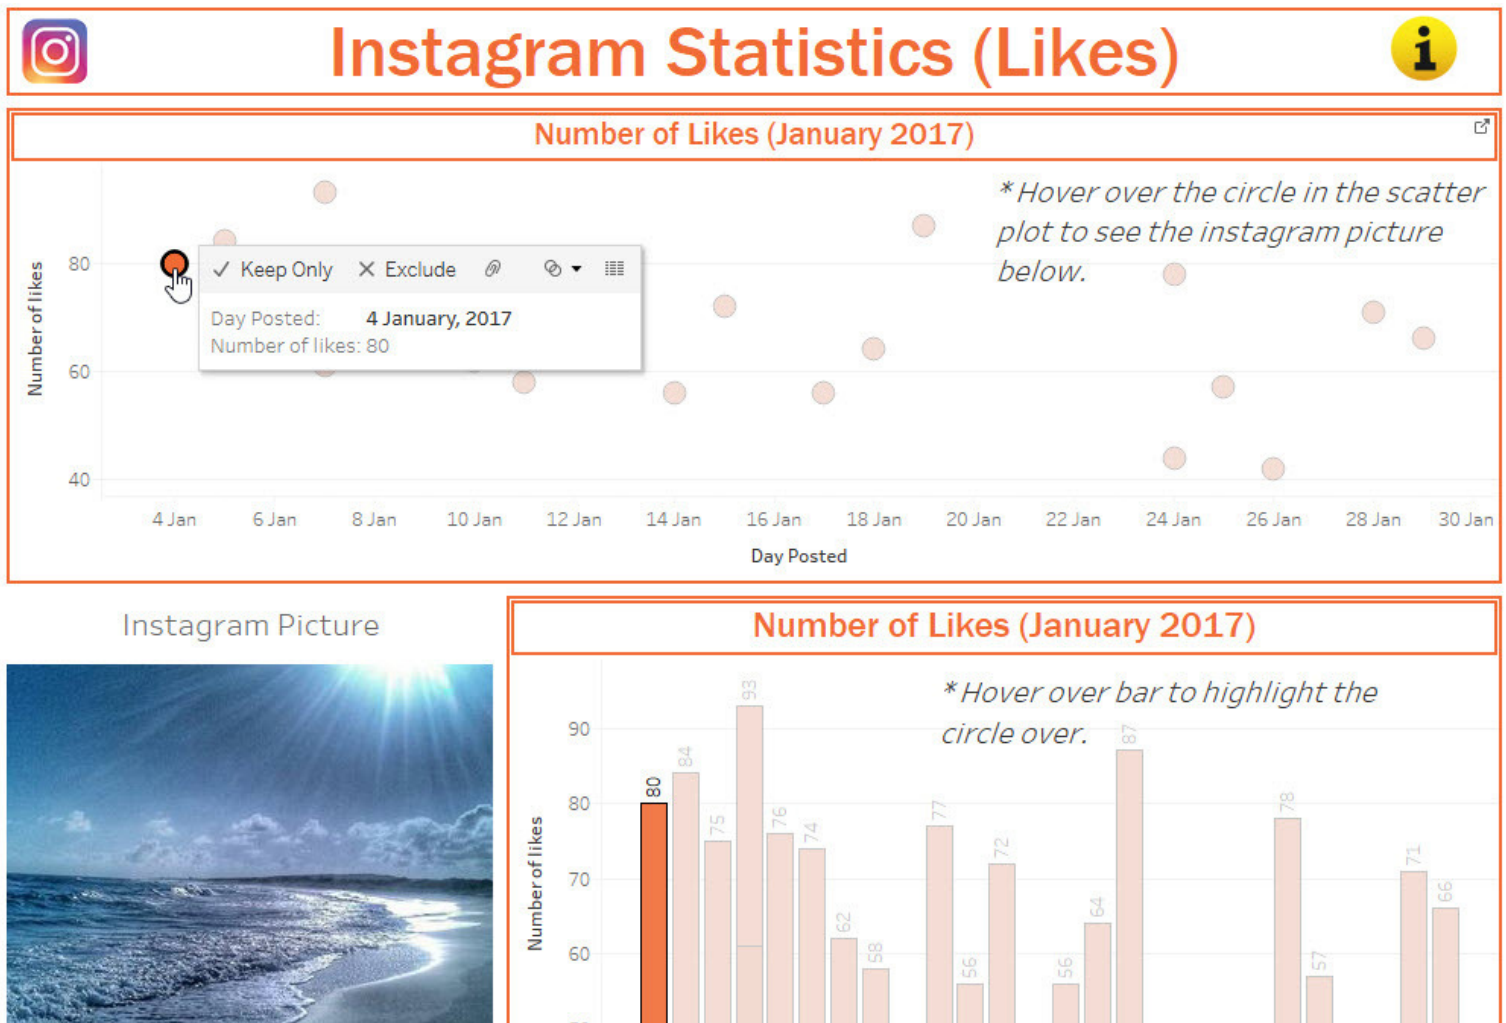 Instagram Statistics (Likes)
i
Number of Likes (January 2017)
* Hover over the circle in the scatter
plot to see the instagram picture
below.
Number of likes
80
60
40
Keep Only
Exclude
Day Posted: 4 January, 2017
Number of likes: 80
4 Jan 6 Jan 8 Jan 10 Jan 12 Jan 14 Jan 16 Jan 18 Jan 20 Jan 22 Jan 24 Jan 26 Jan 28 Jan 30 Jan
Day Posted
Instagram Picture
Number of Likes (January 2017)
* Hover over bar to highlight the
circle over.
Number of likes
90
80
70
60
80 84 75 93 76 74 62 58 77 56 72 56 64 87 78 57 71 66